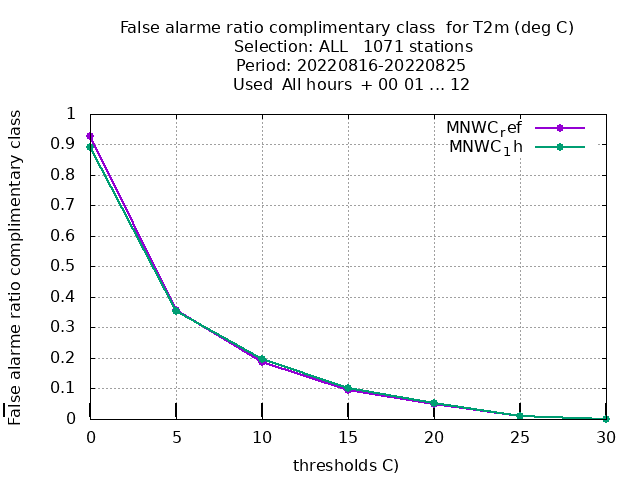 False alarme ratio complimentary class  for T2m (deg C)
Selection: ALL   1071 stations
Period: 20220816-20220825
Used  All hours  + 00 01 ... 12
MNWC_ref
MNWC_1h
False alarme ratio complimentary class
1
0.9
0.8
0.7
0.6
0.5
0.4
0.3
0.2
0.1
0
0 5 10 15 20 25 30
thresholds C)